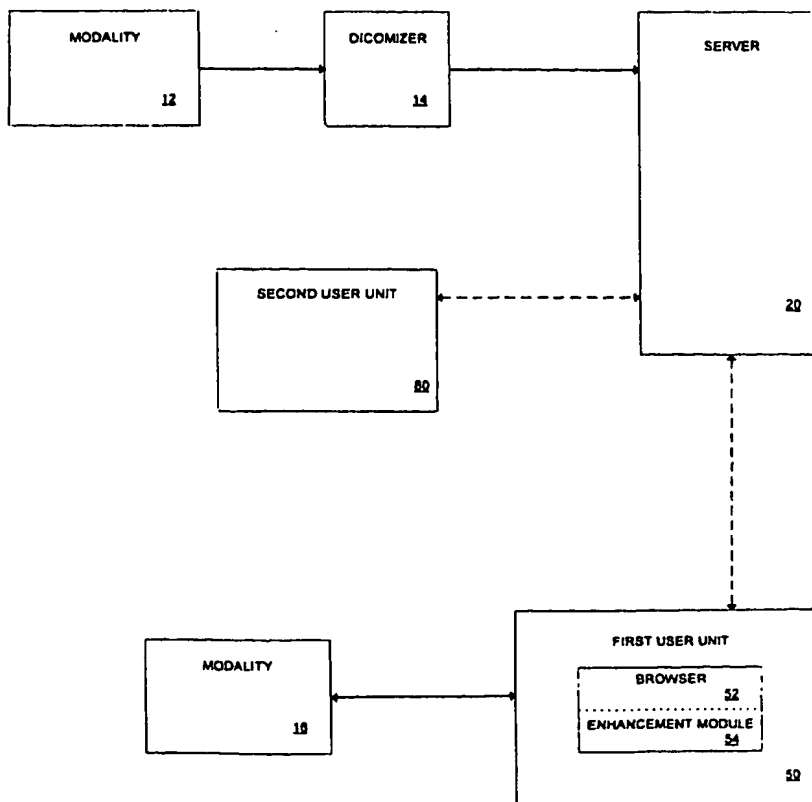 MODALITY
12
DICOMIZER
14
SERVER
20
SECOND USER UNIT
80
MODALITY
16
FIRST USER UNIT
BROWSER
52
ENHANCEMENT MODULE
54
50